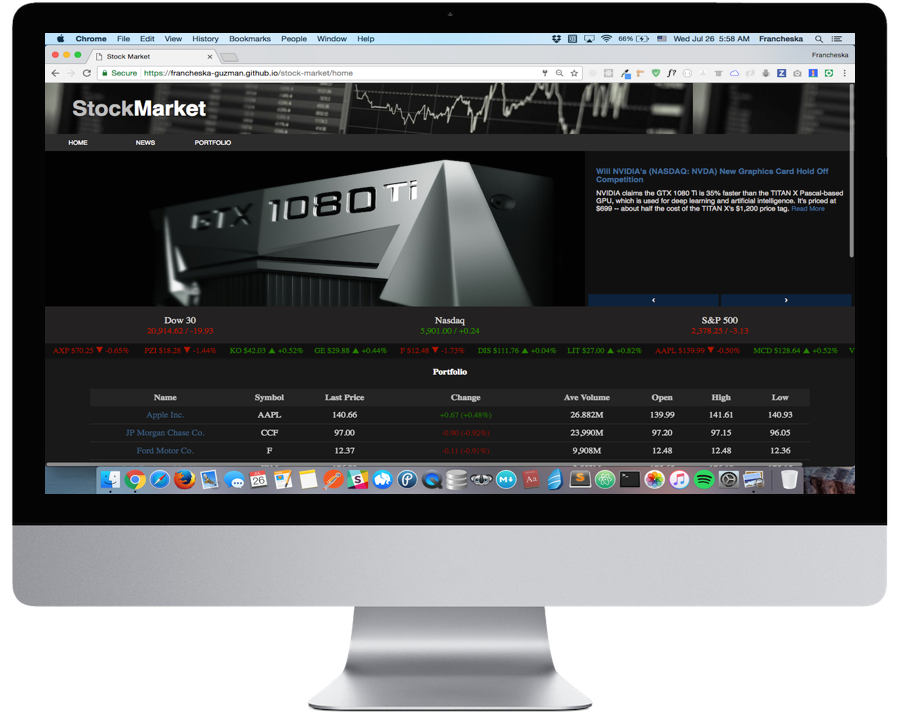 Chrome File Edit View History Bookmarks People Window Help 66% Wed Jul 26 5:58 AM Francheska
Stock Market Francheska
Secure https://francheska-guzman.github.io/stock-market/home
StockMarket
HOME NEWS PORTFOLIO
GTX 1080 Ti
Will NVIDIA's (NASDAQ: NVDA) New Graphics Card Hold Off
Competition
NVIDIA claims the GTX 1080 Ti is 35% faster than the TITAN X Pascal-based
GPU, which is used for deep learning and artificial intelligence. It's priced at
$699 -- about half the cost of the TITAN X's $1,200 price tag. Read More
‹ ›
Dow 30 Nasdaq S&P 500
20,914.62 / -19.93 5,901.00 / +0.24 2,378.25 / -3.13
AXP $70.25 ▼ -0.65% PZI $18.28 ▼ -1.44% KO $42.03 ▲ +0.52% GE $29.88 ▲ +0.44% F $12.48 ▼ -1.73% DIS $111.76 ▲ +0.04% LIT $27.00 ▲ +0.82% AAPL $139.99 ▼ -0.50% MCD $128.64 ▲ +0.52% V
Portfolio
Name Symbol Last Price Change Ave Volume Open High Low
Apple Inc. AAPL 140.66 +0.67 (+0.48%) 26.882M 139.99 141.61 140.93
JP Morgan Chase Co. CCF 97.00 23,990M 97.20 97.15 96.05
Ford Motor Co. F 12.37 -0.11 (-0.91%) 9,908M 12.48 12.48 12.36
26